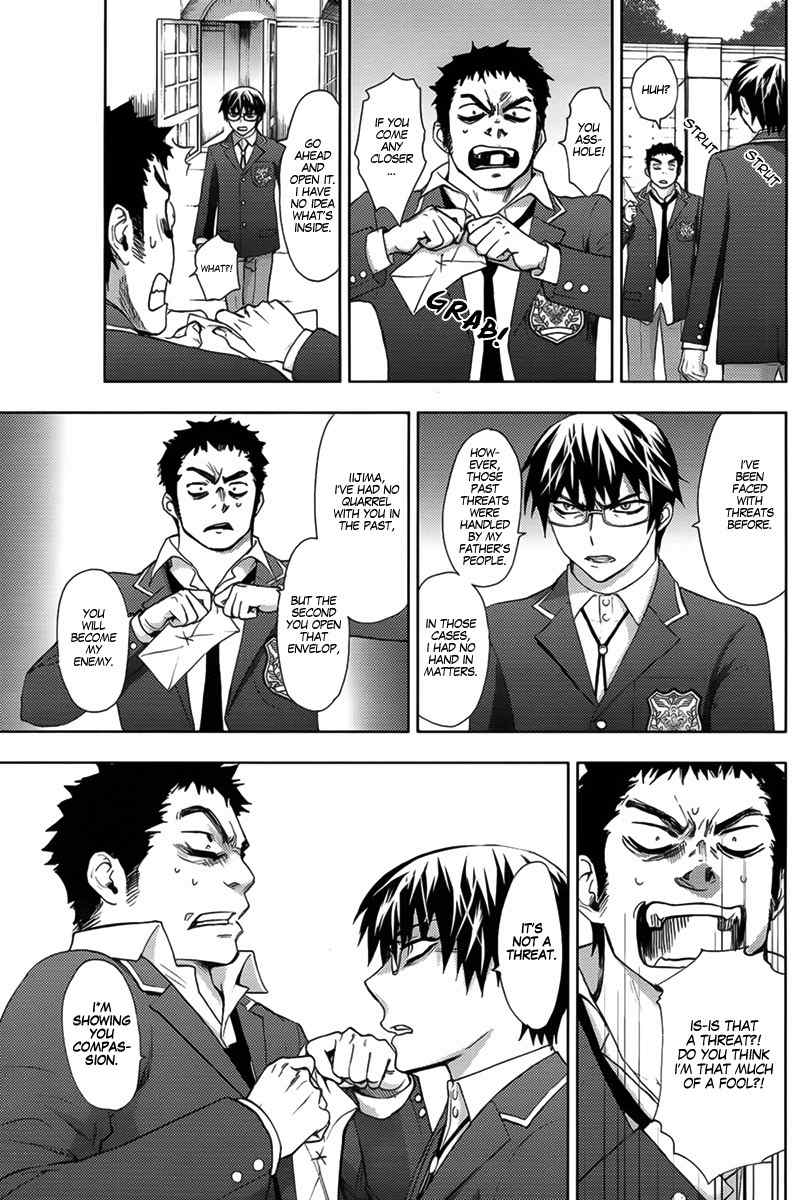 HUH?
STRUT
STRUT
YOU
ASS-
HOLE!
IF YOU
COME
ANY
CLOSER
...
GRAB!
GO
AHEAD
AND
OPEN IT.
I HAVE
NO IDEA
WHAT'S
INSIDE.
WHAT?!
I'VE
BEEN
FACED
WITH
THREATS
BEFORE.
HOW-
EVER,
THOSE
PAST
THREATS
WERE
HANDLED
BY MY
FATHER'S
PEOPLE.
IN THOSE
CASES,
I HAD NO
HAND IN
MATTERS.
IIJIMA,
I'VE HAD NO
QUARREL
WITH YOU IN
THE PAST,
BUT THE
SECOND
YOU OPEN
THAT
ENVELOP,
YOU
WILL
BECOME
MY
ENEMY.
IS-IS THAT
A THREAT?!
DO YOU THINK
I'M THAT MUCH
OF A FOOL?!
IT'S
NOT A
THREAT.
I*M
SHOWING
YOU
COMPAS-
SION.